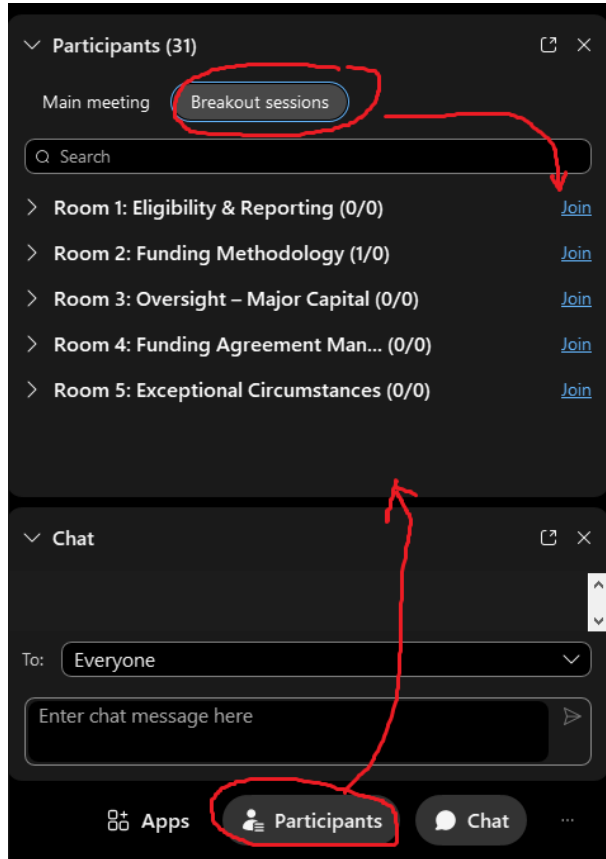 Participants (31)
Main meeting Breakout sessions
Search
Room 1: Eligibility & Reporting (0/0) Join
Room 2: Funding Methodology (1/0) Join
Room 3: Oversight – Major Capital (0/0) Join
Room 4: Funding Agreement Man... (0/0) Join
Room 5: Exceptional Circumstances (0/0) Join
Chat
To: Everyone
Enter chat message here
Apps Participants Chat ...